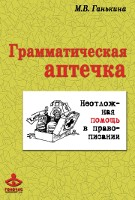 М.В. Ганькина
Грамматическая
аптечка
Неотлож-
ная
помощь
в право-
писании